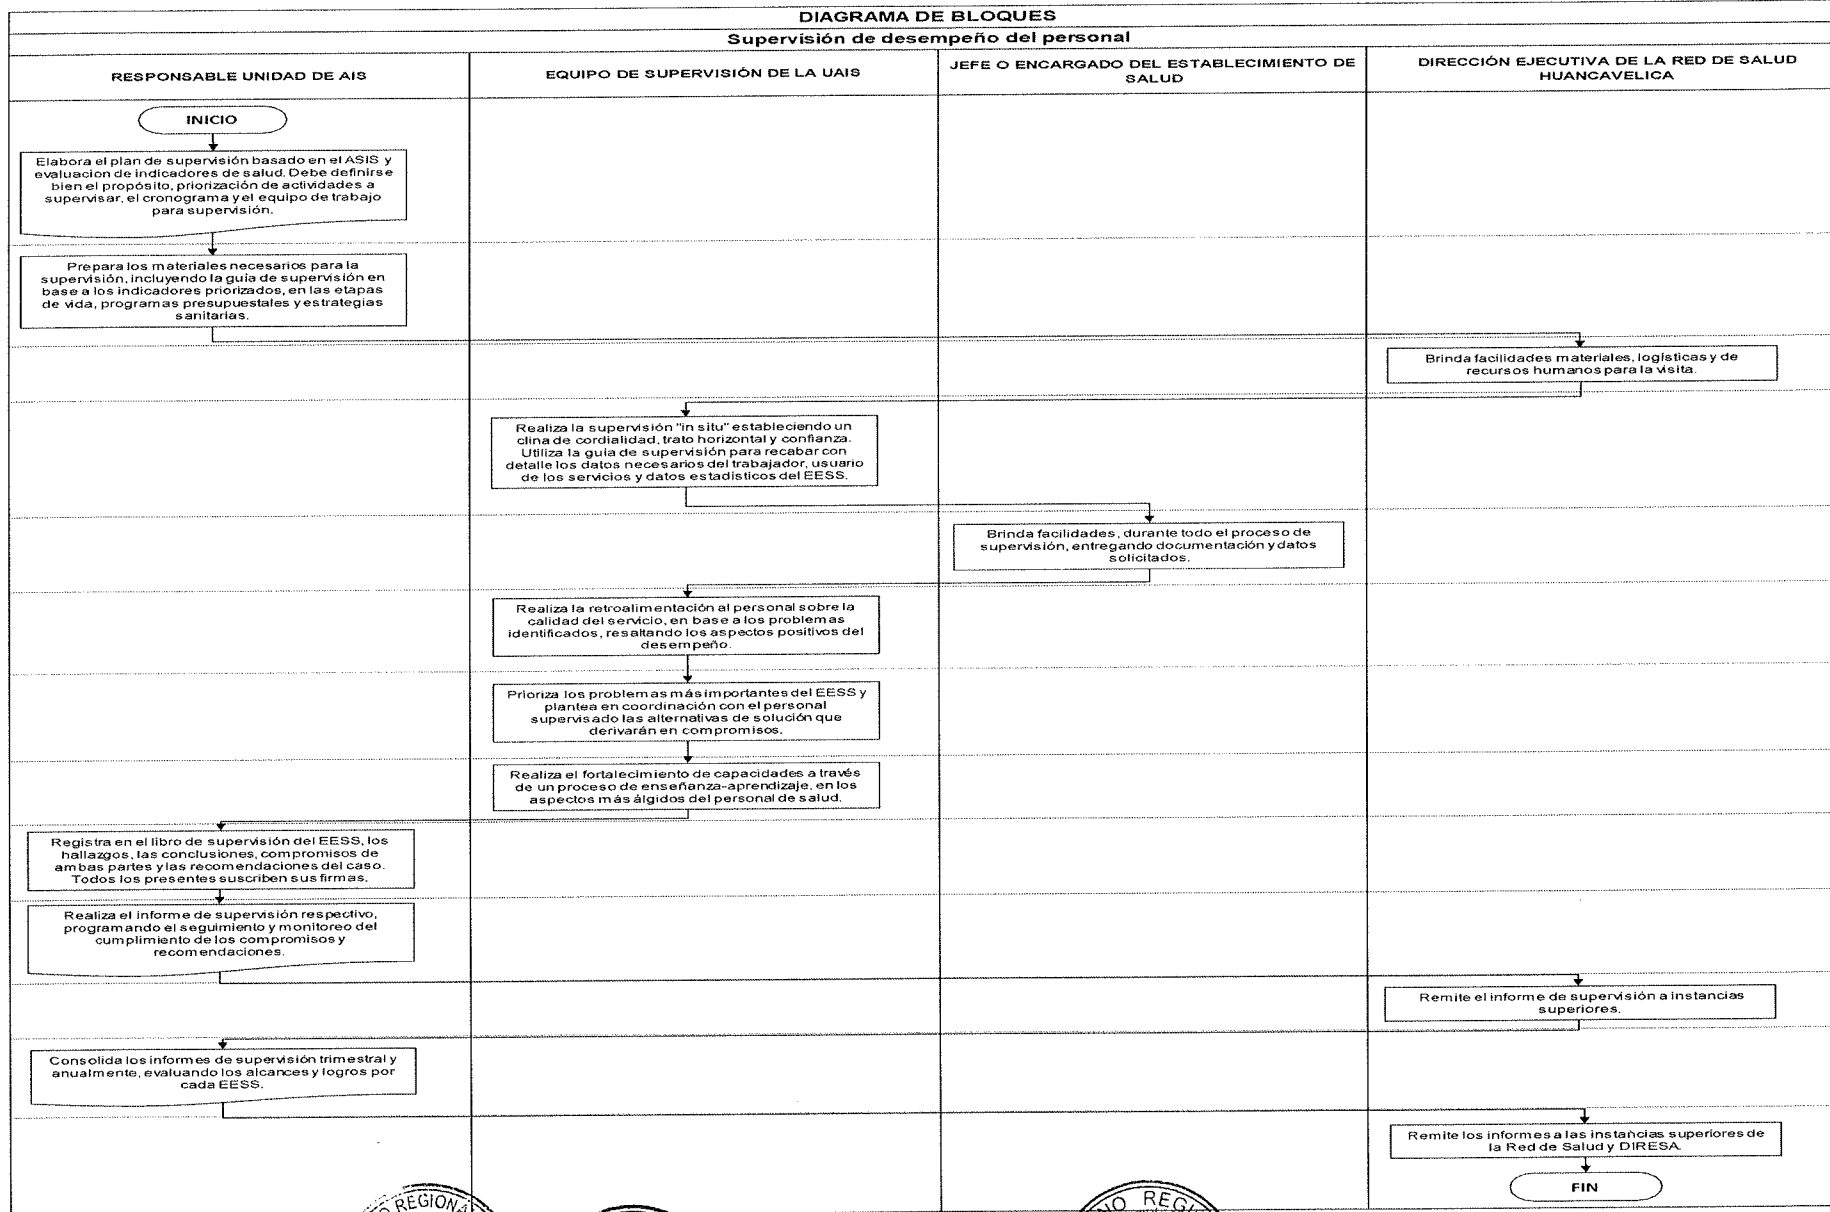 DIAGRAMA DE BLOQUES
Supervisión de desempeño del personal
RESPONSABLE UNIDAD DE AIS
EQUIPO DE SUPERVISIÓN DE LA UAIS
JEFE O ENCARGADO DEL ESTABLECIMIENTO DE
SALUD
DIRECCIÓN EJECUTIVA DE LA RED DE SALUD
HUANCAVELICA
INICIO
Elabora el plan de supervisión basado en el ASIS y
evaluacion de indicadores de salud. Debe definirse
bien el propósito, priorización de actividades a
supervisar, el cronograma y el equipo de trabajo
para supervisión.
Prepara los materiales necesarios para la
supervisión, incluyendo la guía de supervisión en
base a los indicadores priorizados, en las etapas
de vida, programas presupuestales y estrategias
sanitarias.
Brinda facilidades materiales, logísticas y de
recursos humanos para la visita.
Realiza la supervisión "in situ" estableciendo un
clina de cordialidad, trato horizontal y confianza.
Utiliza la guía de supervisión para recabar con
detalle los datos necesarios del trabajador, usuario
de los servicios y datos estadísticos del EESS.
Brinda facilidades, durante todo el proceso de
supervisión, entregando documentación y datos
solicitados.
Realiza la retroalimentación al personal sobre la
calidad del servicio, en base a los problemas
identificados, resaltando los aspectos positivos del
desempeño.
Prioriza los problemas más importantes del EESS y
plantea en coordinación con el personal
supervisado las alternativas de solución que
derivarán en compromisos.
Realiza el fortalecimiento de capacidades a través
de un proceso de enseñanza-aprendizaje, en los
aspectos más álgidos del personal de salud.
Registra en el libro de supervisión del EESS, los
hallazgos, las conclusiones, compromisos de
ambas partes y las recomendaciones del caso.
Todos los presentes suscriben sus firmas.
Realiza el informe de supervisión respectivo,
programando el seguimiento y monitoreo del
cumplimiento de los compromisos y
recomendaciones.
Remite el informe de supervisión a instancias
superiores.
Consolida los informes de supervisión trimestral y
anualmente, evaluando los alcances y logros por
cada EESS.
Remite los informes a las instancias superiores de
la Red de Salud y DIRESA.
FIN